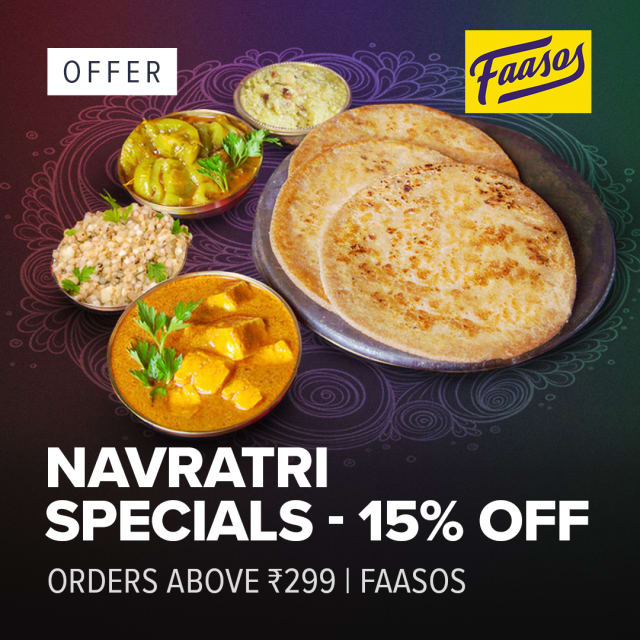 OFFER
Faasos
NAVRATRI
SPECIALS - 15% OFF
ORDERS ABOVE ₹299 | FAASOS